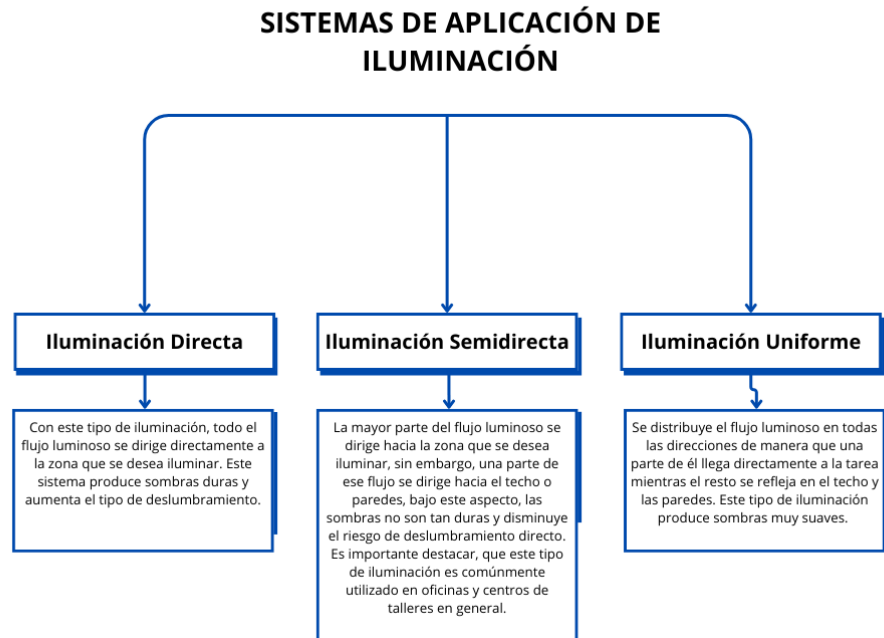 SISTEMAS DE APLICACIÓN DE
ILUMINACIÓN
Iluminación Directa
Con este tipo de iluminación, todo el
flujo luminoso se dirige directamente a
la zona que se desea iluminar. Este
sistema produce sombras duras y
aumenta el tipo de deslumbramiento.
Iluminación Semidirecta
La mayor parte del flujo luminoso se
dirige hacia la zona que se desea
iluminar, sin embargo, una parte de
ese flujo se dirige hacia el techo o
paredes, bajo este aspecto, las
sombras no son tan duras y disminuye
el riesgo de deslumbramiento directo.
Es importante destacar, que este tipo
de iluminación es comúnmente
utilizado en oficinas y centros de
talleres en general.
Iluminación Uniforme
Se distribuye el flujo luminoso en todas
las direcciones de manera que una
parte de él llega directamente a la tarea
mientras el resto se refleja en el techo y
las paredes. Este tipo de iluminación
produce sombras muy suaves.